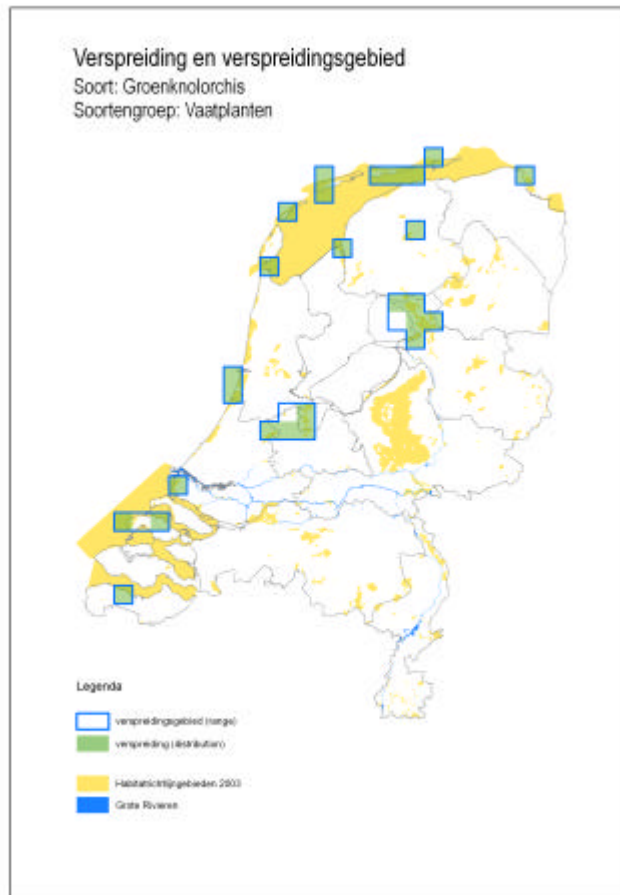 Verspreiding en verspreidingsgebied
Soort: Groenknolorchis
Soortengroep: Vaatplanten
Legenda
verspreidingsgebied (range)
verspreiding (distribution)
Habitatrichtlijngebieden 2003
Grote Rivieren